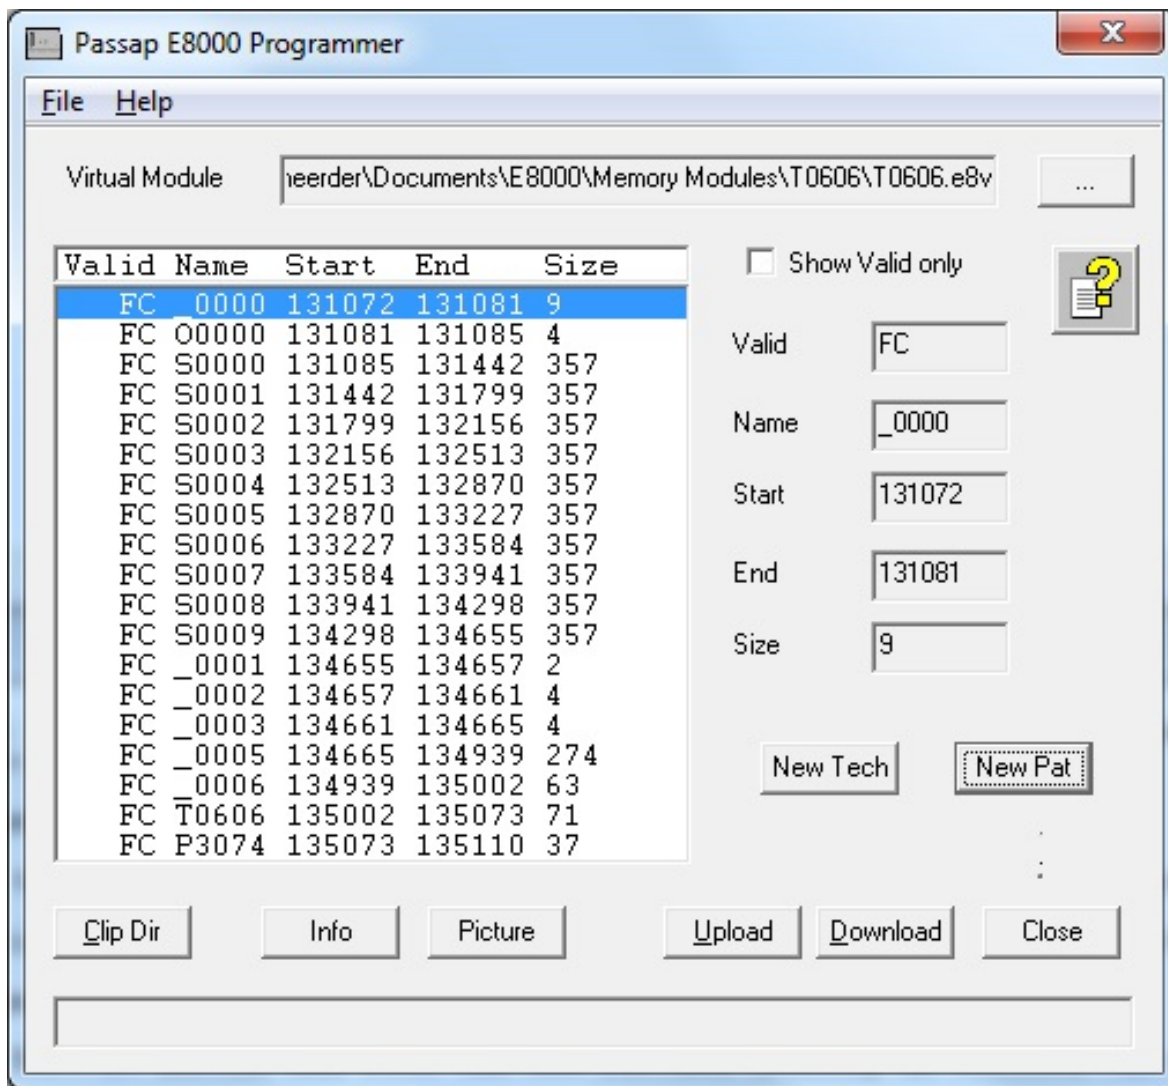 Passap E8000 Programmer
File Help
Virtual Module heerder\Documents\E8000\Memory Modules\T0606\T0606.e8v ...
Valid Name Start End Size
FC _0000 131072 131081 9
FC O0000 131081 131085 4
FC S0000 131085 131442 357
FC S0001 131442 131799 357
FC S0002 131799 132156 357
FC S0003 132156 132513 357
FC S0004 132513 132870 357
FC S0005 132870 133227 357
FC S0006 133227 133584 357
FC S0007 133584 133941 357
FC S0008 133941 134298 357
FC S0009 134298 134655 357
FC _0001 134655 134657 2
FC _0002 134657 134661 4
FC _0003 134661 134665 4
FC _0005 134665 134939 274
FC _0006 134939 135002 63
FC T0606 135002 135073 71
FC P3074 135073 135110 37
Show Valid only
Valid FC
Name _0000
Start 131072
End 131081
Size 9
New Tech New Pat
Clip Dir Info Picture Upload Download Close